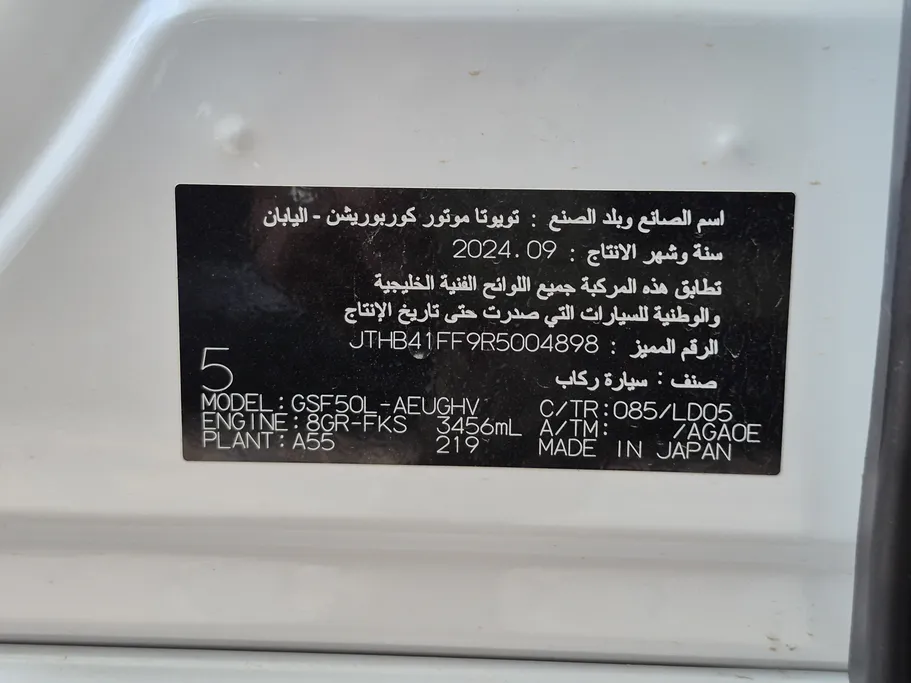 اسم الصانع وبلد الصنع : تويوتا موتور كوربوريشن - اليابان
سنة وشهر الانتاج : 2024.09
تطابق هذه المركبة جميع اللوائح الفنية الخليجية
والوطنية للسيارات التي صدرت حتى تاريخ الإنتاج
الرقم المميز : JTHB41FF9R5004898
صنف : سيارة ركاب
5
MODEL:GSF50L-AEUGHV C/TR:085/LD05
ENGINE:8GR-FKS 3456mL A/TM: /AGA0E
PLANT:A55 219 MADE IN JAPAN